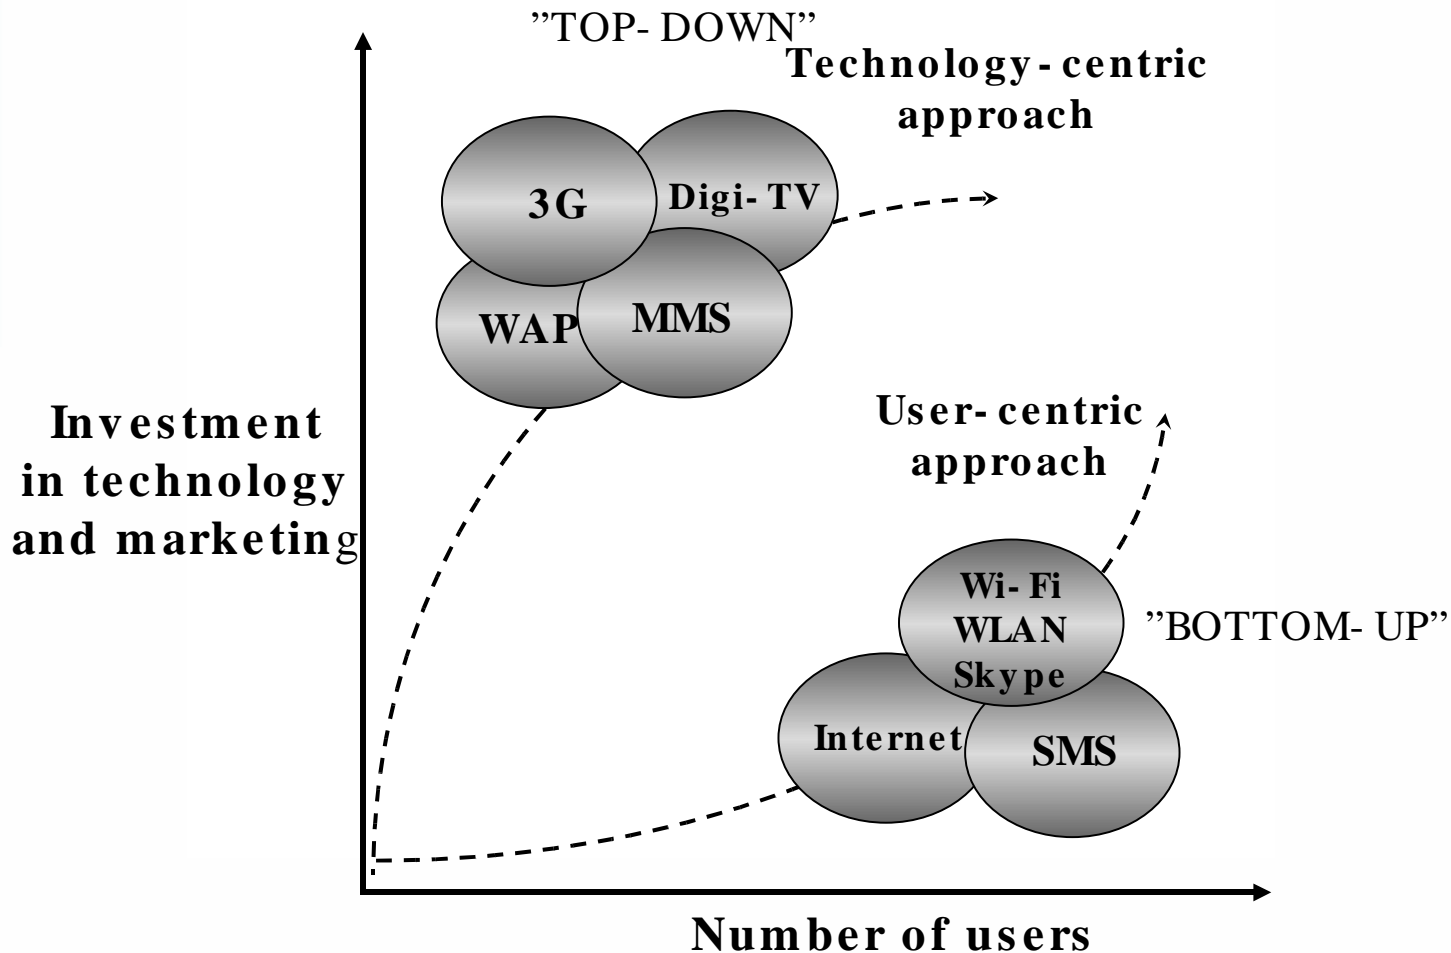 ”TOP- DOWN”
Technology - centric
approach
3G
Digi- TV
WAP
MMS
Investment
in technology
and marketing
User- centric
approach
Wi- Fi
WLAN
Skype
”BOTTOM- UP”
Internet
SMS
Number of users